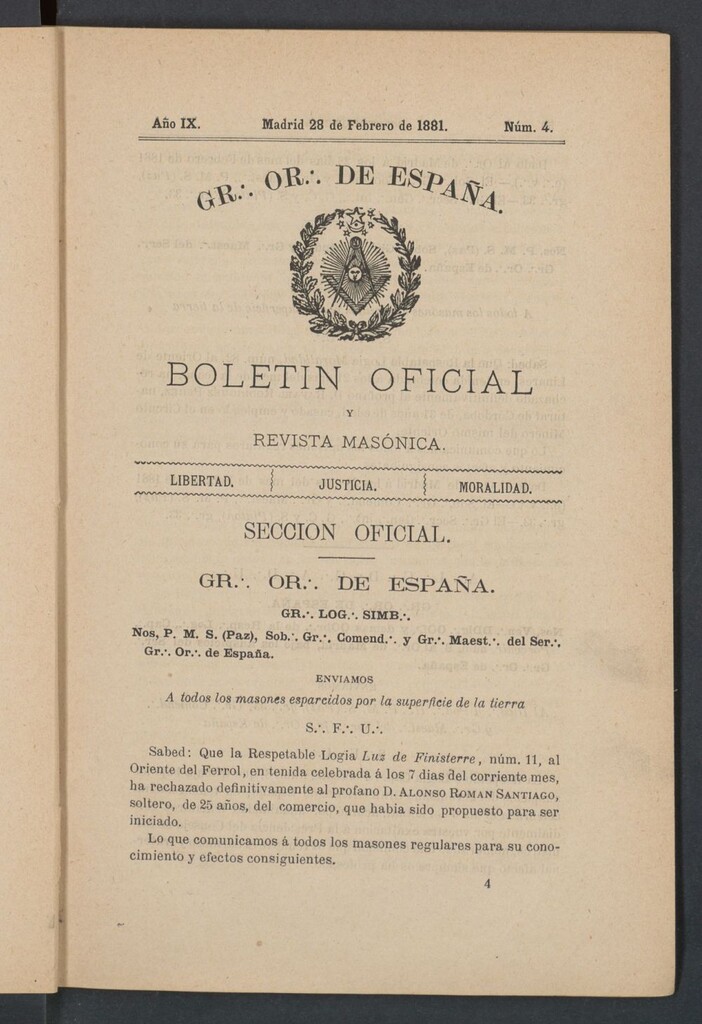 Año IX. Madrid 28 de Febrero de 1881. Núm. 4.
GR∴ OR∴ DE ESPAÑA.
BOLETIN OFICIAL
Y
REVISTA MASÓNICA.
LIBERTAD. JUSTICIA. MORALIDAD.
SECCION OFICIAL.
GR∴ OR∴ DE ESPAÑA.
GR∴ LOG∴ SIMB∴
Nos, P. M. S. (Paz), Sob∴ Gr∴ Comend∴ y Gr∴ Maest∴ del Ser∴
Gr∴ Or∴ de España.
ENVIAMOS
A todos los masones esparcidos por la superficie de la tierra
S∴ F∴ U∴
Sabed: Que la Respetable Logia Luz de Finisterre, núm. 11, al
Oriente del Ferrol, en tenida celebrada á los 7 dias del corriente mes,
ha rechazado definitivamente al profano D. ALONSO ROMAN SANTIAGO,
soltero, de 25 años, del comercio, que habia sido propuesto para ser
iniciado.
Lo que comunicamos á todos los masones regulares para su cono-
cimiento y efectos consiguientes.
4